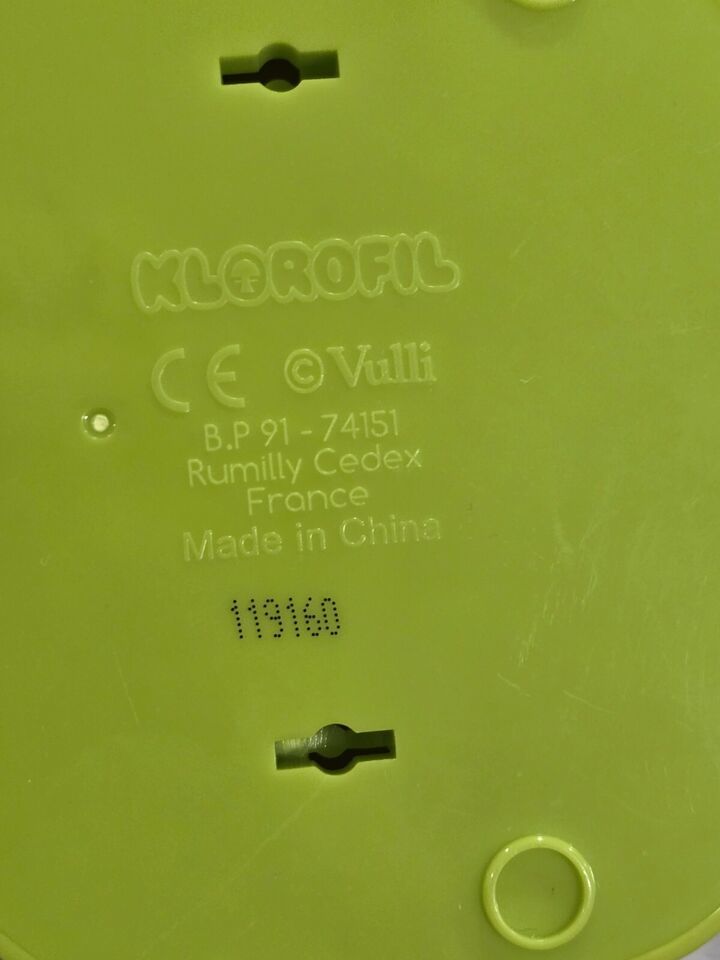 KLOROFIL
CE © Vulli
B.P 91 - 74151
Rumilly Cedex
France
Made in China
119160